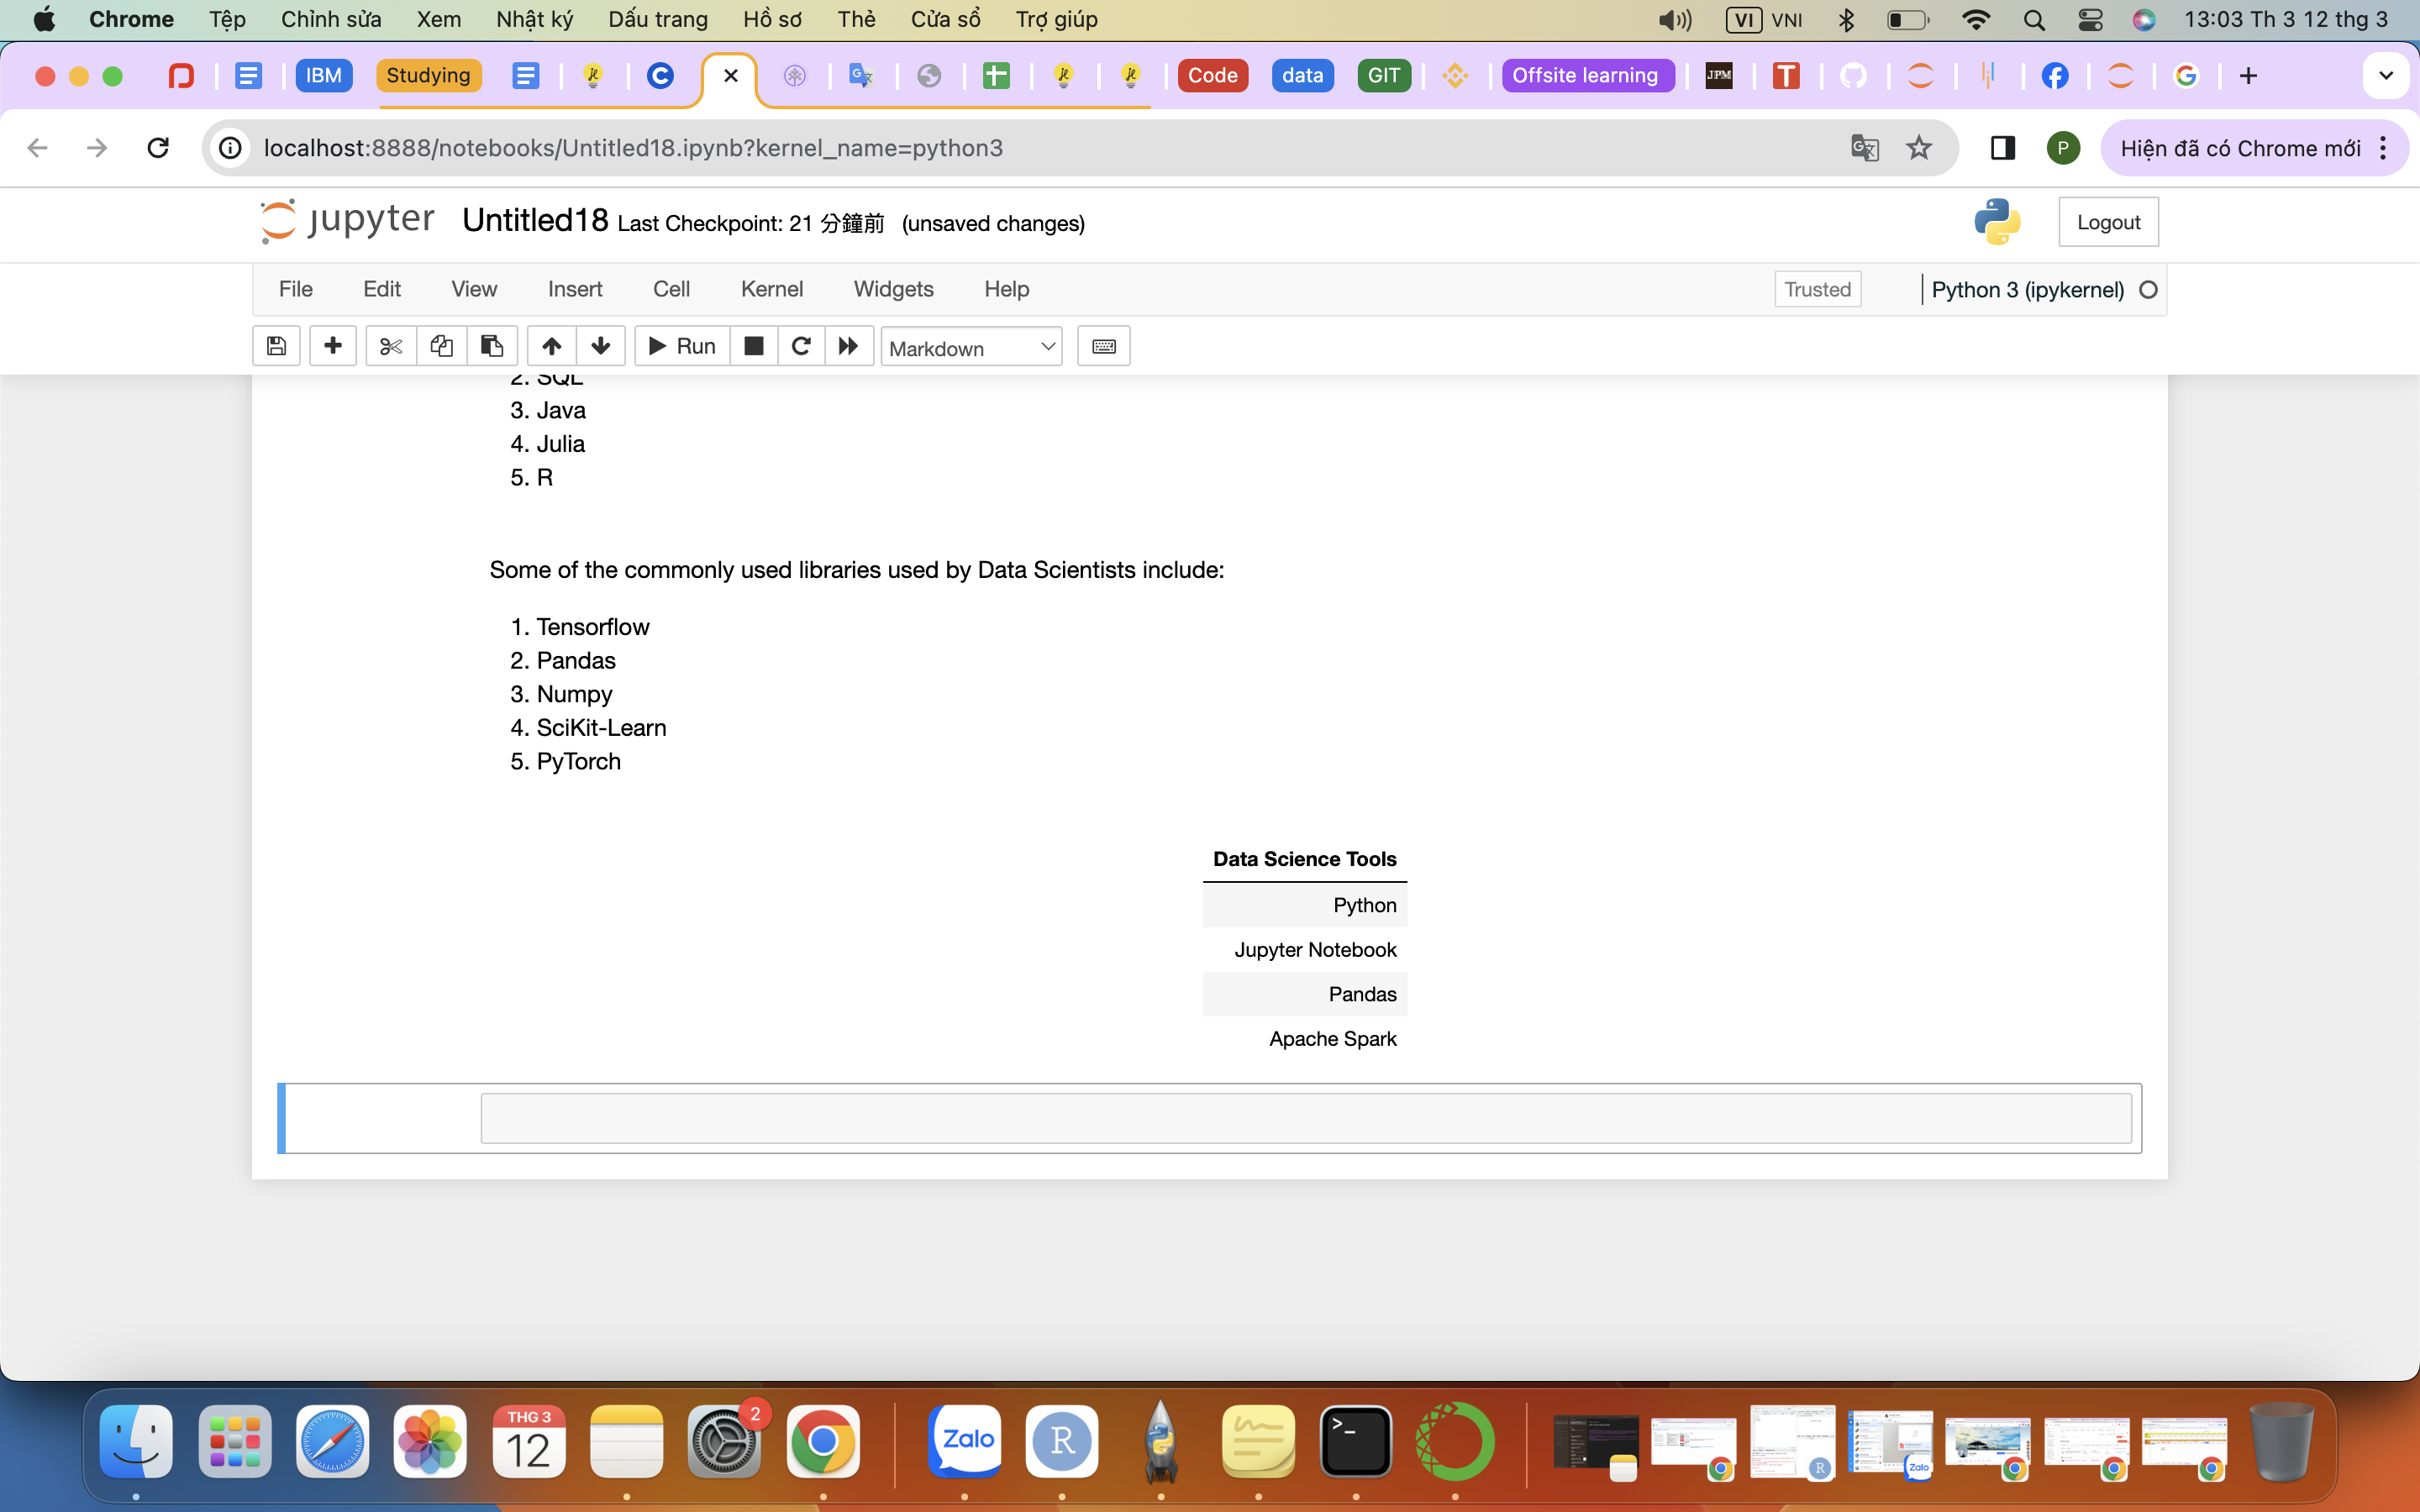 Chrome Tệp Chỉnh sửa Xem Nhật ký Dấu trang Hồ sơ Thẻ Cửa sổ Trợ giúp VI VNI 13:03 Th 3 12 thg 3
IBM Studying Code data GIT Offsite learning JPM
localhost:8888/notebooks/Untitled18.ipynb?kernel_name=python3 P Hiện đã có Chrome mới
jupyter Untitled18 Last Checkpoint: 21 分鐘前 (unsaved changes) Logout
File Edit View Insert Cell Kernel Widgets Help Trusted Python 3 (ipykernel)
Run Markdown
2. SQL
3. Java
4. Julia
5. R
Some of the commonly used libraries used by Data Scientists include:
1. Tensorflow
2. Pandas
3. Numpy
4. SciKit-Learn
5. PyTorch
Data Science Tools
Python
Jupyter Notebook
Pandas
Apache Spark
THG 3
12
2
Zalo
R